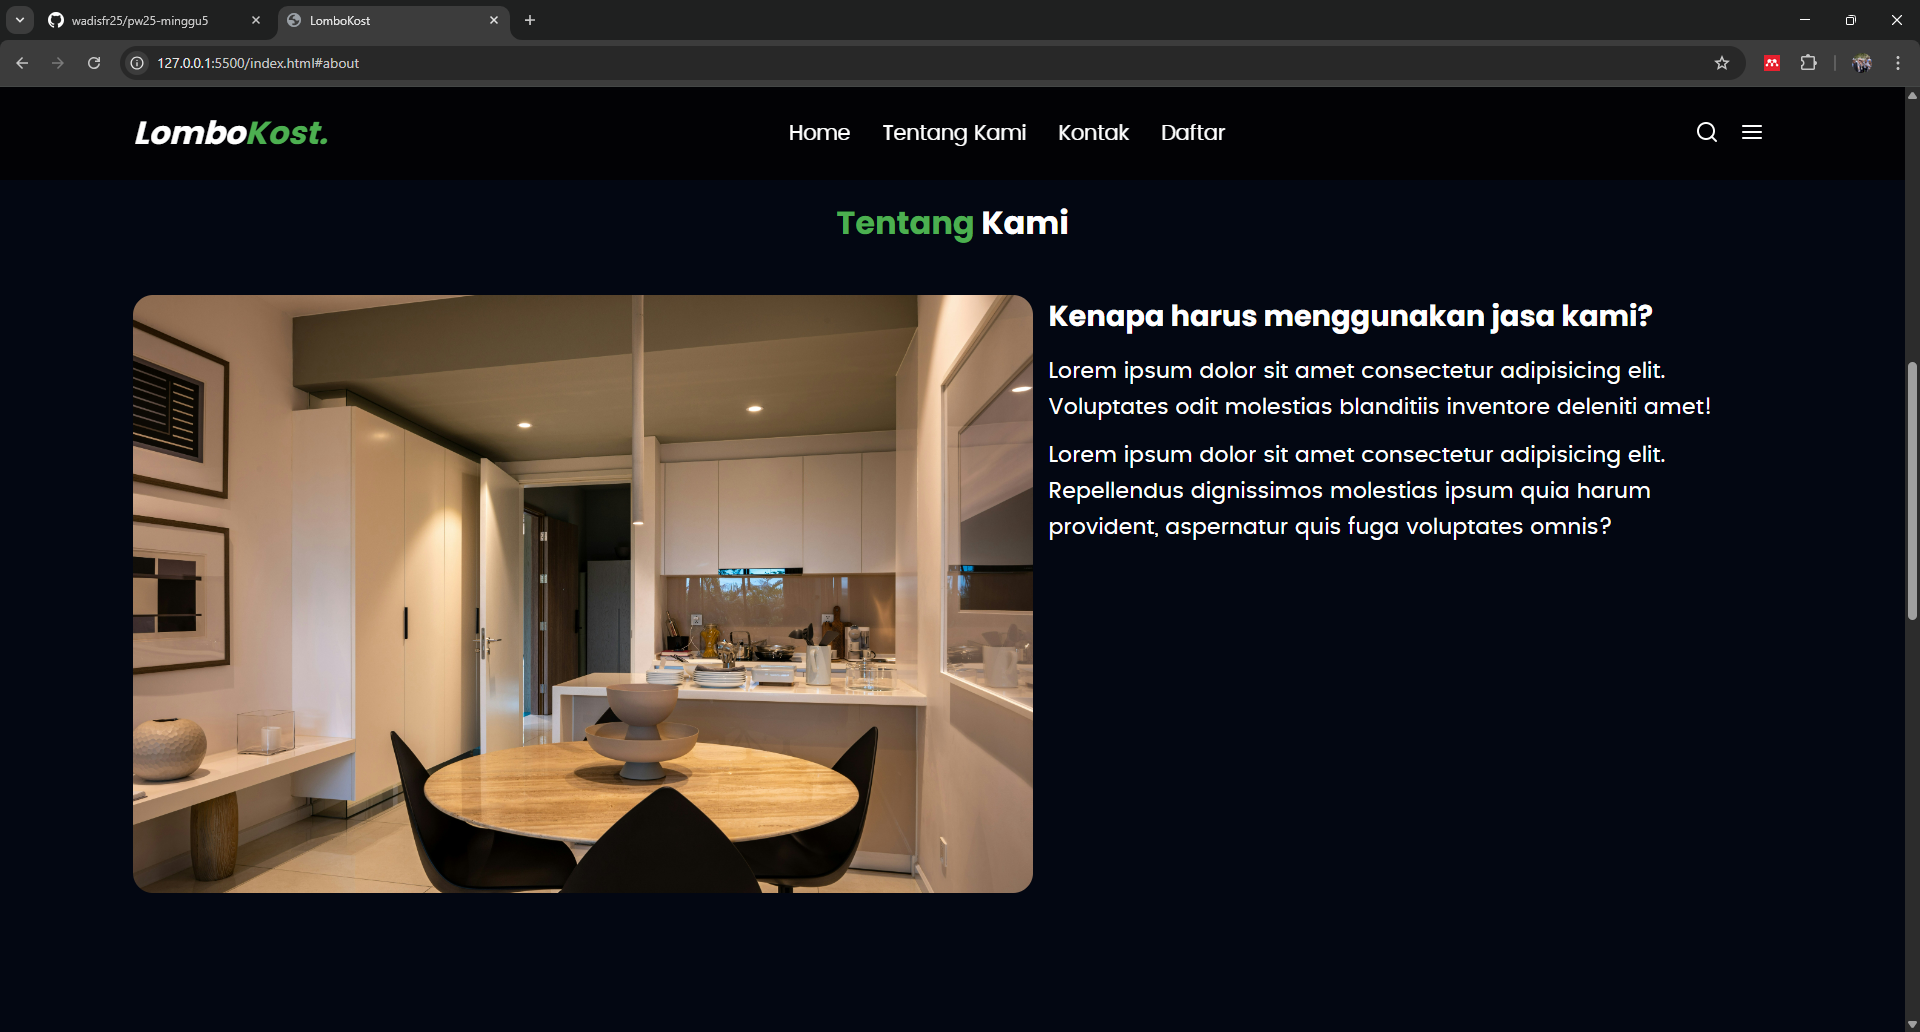 wadisfr25/pw25-minggu5
LomboKost
127.0.0.1:5500/index.html#about
LomboKost.
Home
Tentang Kami
Kontak
Daftar
Tentang Kami
Kenapa harus menggunakan jasa kami?
Lorem ipsum dolor sit amet consectetur adipisicing elit.
Voluptates odit molestias blanditiis inventore deleniti amet!
Lorem ipsum dolor sit amet consectetur adipisicing elit.
Repellendus dignissimos molestias ipsum quia harum
provident, aspernatur quis fuga voluptates omnis?